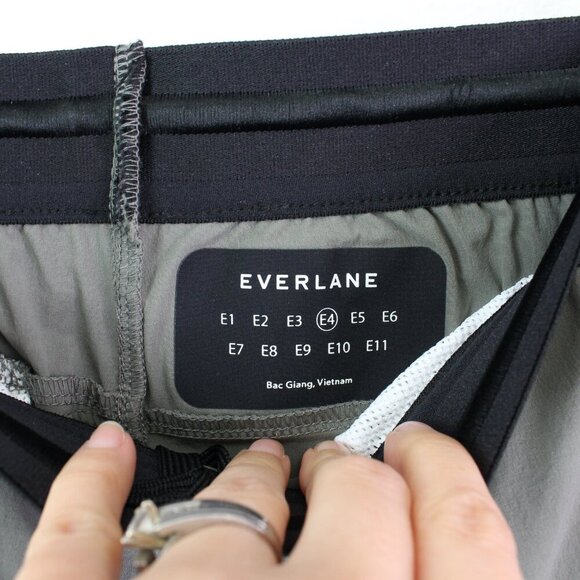 EVERLANE
E1 E2 E3 E4 E5 E6
E7 E8 E9 E10 E11
Bac Giang, Vietnam